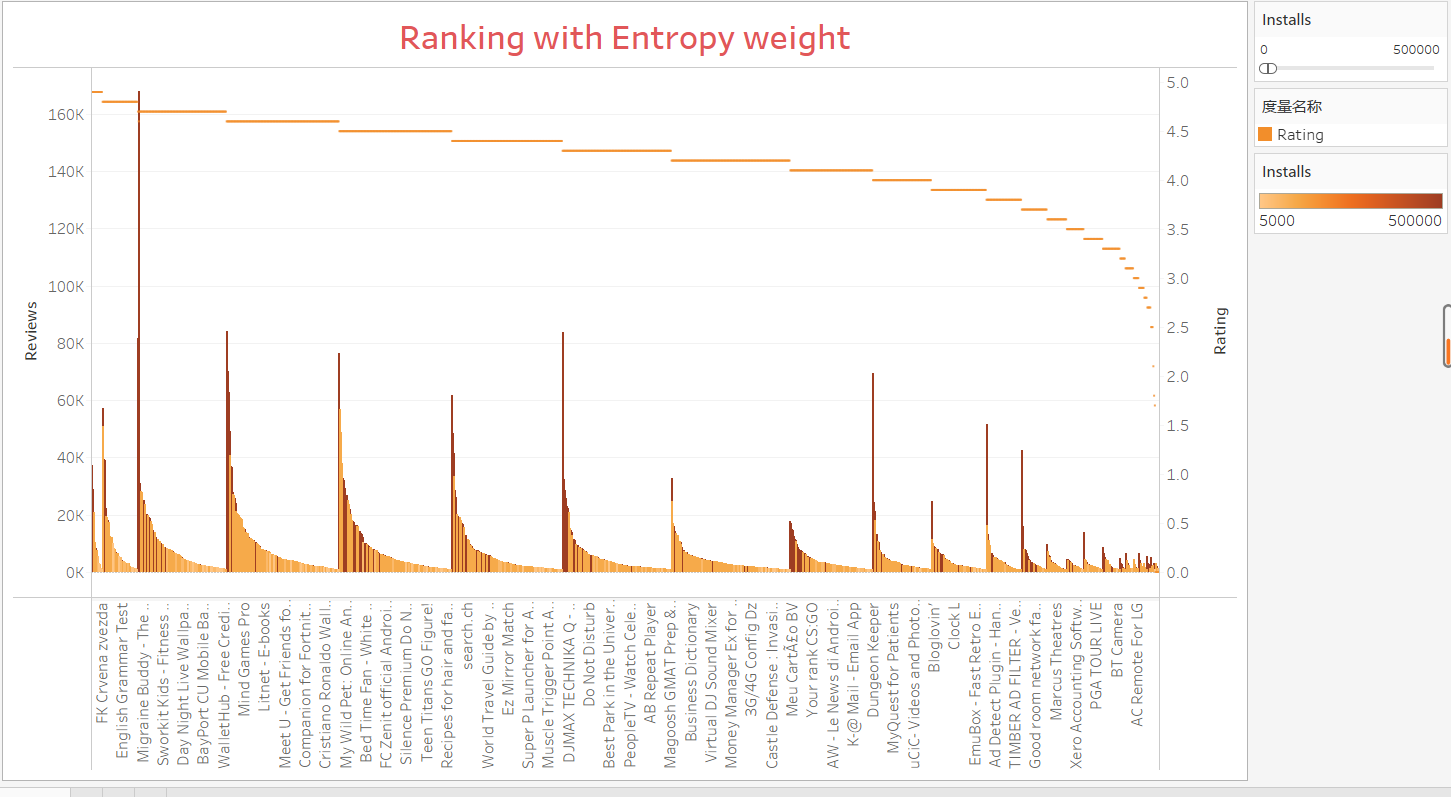 Ranking with Entropy weight
Installs
0
500000
度量名称
Rating
Installs
5000
500000
160K
140K
120K
100K
80K
60K
40K
20K
0K
Reviews
5.0
4.5
4.0
3.5
3.0
2.5
2.0
1.5
1.0
0.5
0.0
Rating
FK Crvena zvezda
English Grammar Test
Migraine Buddy - The ..
Sworkit Kids - Fitness ..
Day Night Live Wallpa..
BayPort CU Mobile Ba..
WalletHub - Free Credi..
Mind Games Pro
Litnet - E-books
Meet U - Get Friends fo..
Companion for Fortnit..
Cristiano Ronaldo Wall..
My Wild Pet: Online An..
Bed Time Fan - White ..
FC Zenit official Androi..
Silence Premium Do N..
Teen Titans GO Figure!
Recipes for hair and fa..
search.ch
World Travel Guide by ..
Ez Mirror Match
Super P Launcher for A..
Muscle Trigger Point A..
DJMAX TECHNIKA Q - ..
Do Not Disturb
Best Park in the Univer..
PeopleTV - Watch Cele..
AB Repeat Player
Magoosh GMAT Prep &..
Business Dictionary
Virtual DJ Sound Mixer
Money Manager Ex for ..
3G/4G Config Dz
Castle Defense : Invasi..
Meu CartÃ£o BV
Your rank CS:GO
AW - Le News di Androi..
K-@ Mail - Email App
Dungeon Keeper
MyQuest for Patients
uCiC- Videos and Photo..
Bloglovin'
Clock L
EmuBox - Fast Retro E..
Ad Detect Plugin - Han..
TIMBER AD FILTER - Ve..
Good room network fa..
Marcus Theatres
Xero Accounting Softw..
PGA TOUR LIVE
BT Camera
AC Remote For LG